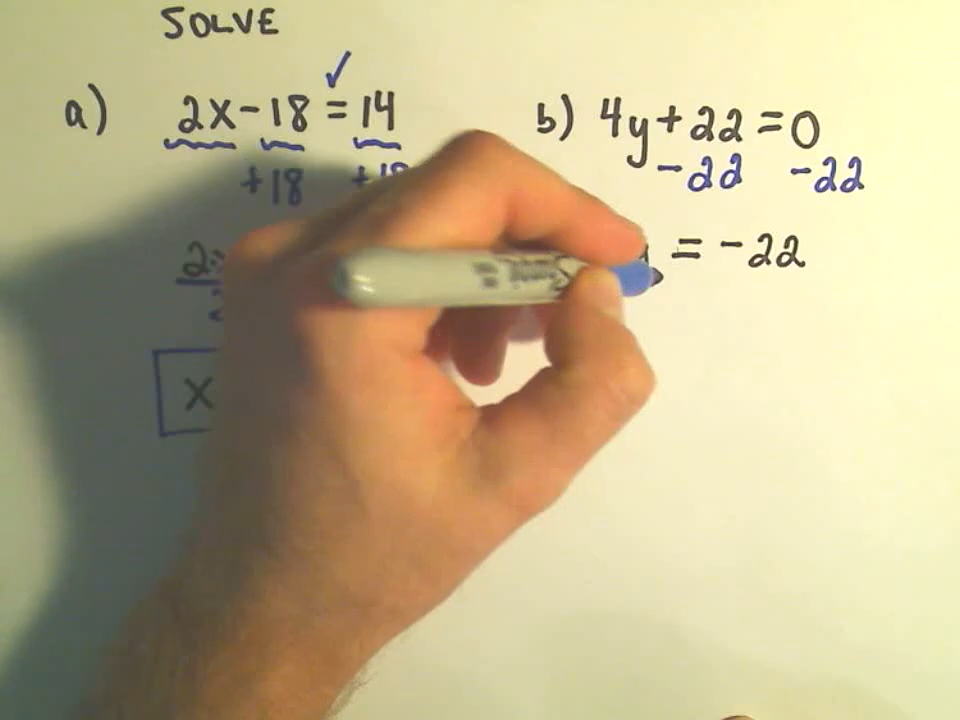 SOLVE
a) 2x - 18 = 14
+18
x
b) 4y + 22 = 0
-22 -22
= -22